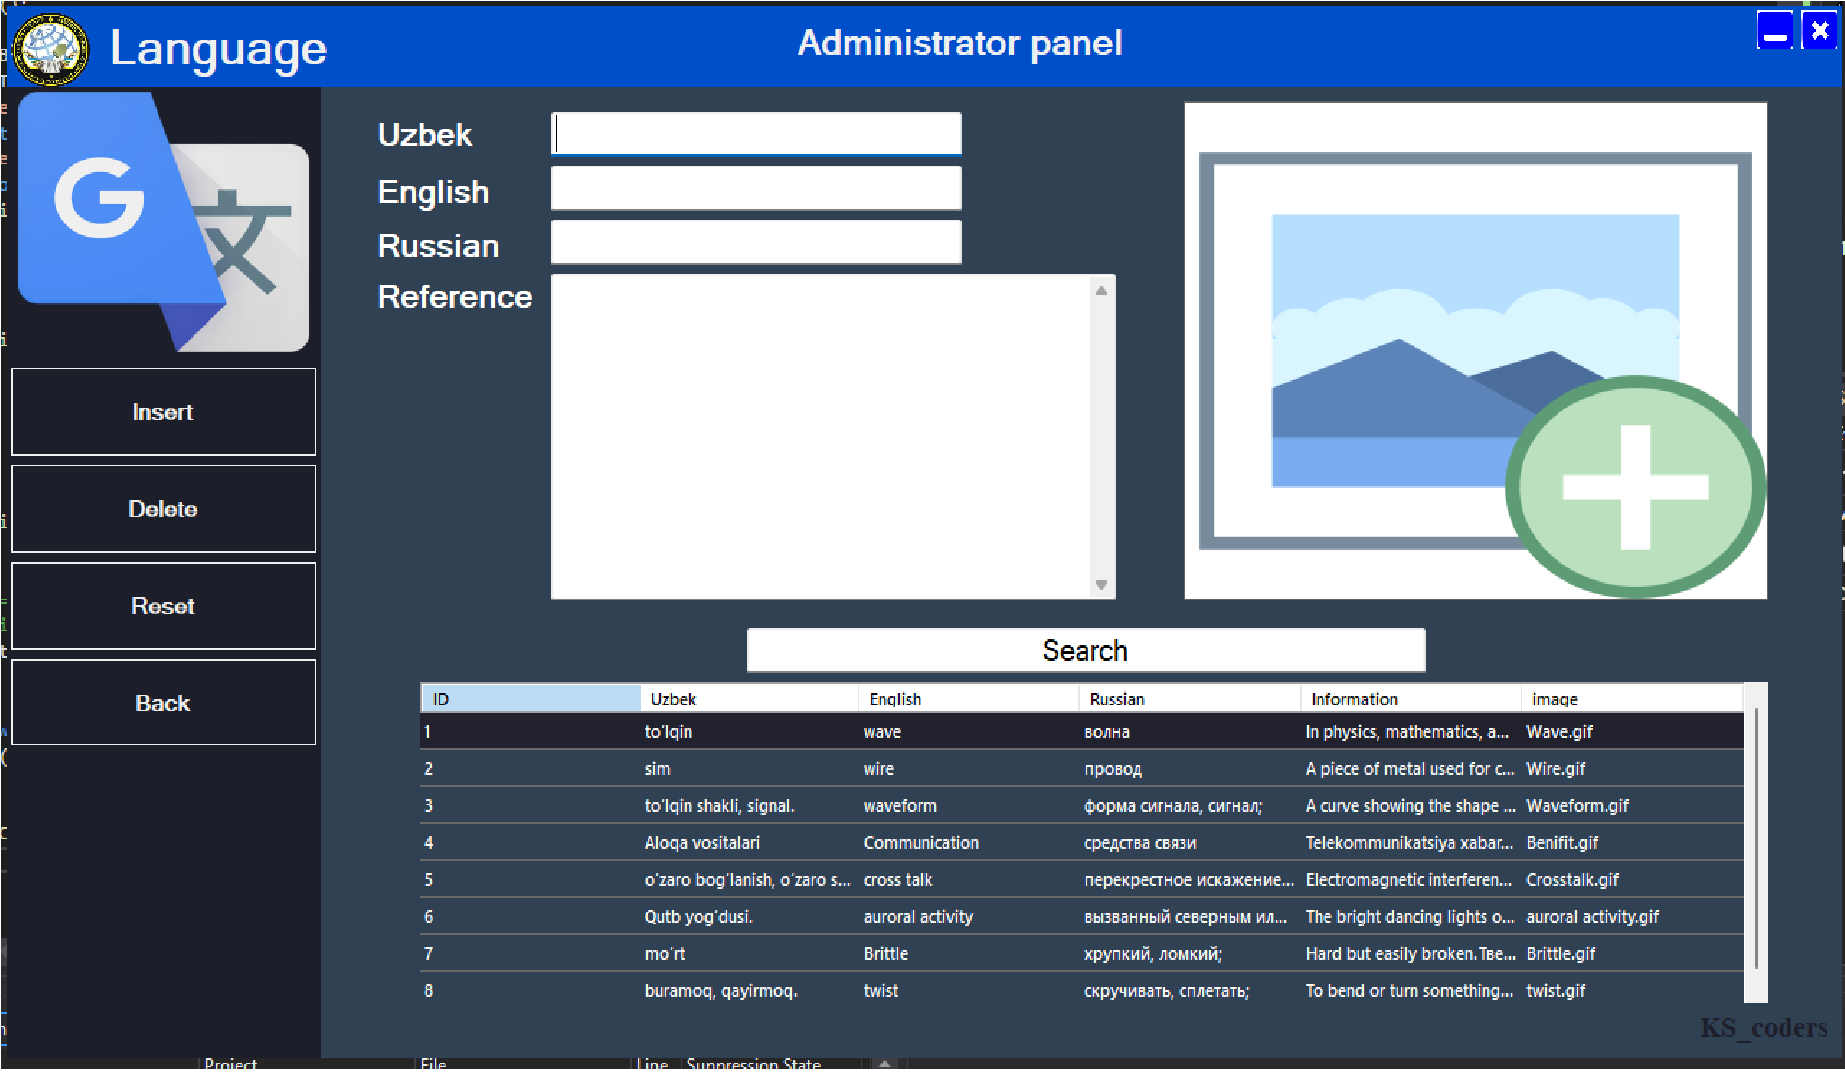 Language
Administrator panel
G
文
Uzbek
English
Russian
Reference
Insert
Delete
Reset
Back
Search
ID Uzbek English Russian Information image
1 to'lqin wave волна In physics, mathematics, a... Wave.gif
2 sim wire провод A piece of metal used for c... Wire.gif
3 to'lqin shakli, signal. waveform форма сигнала, сигнал; A curve showing the shape ... Waveform.gif
4 Aloqa vositalari Communication средства связи Telekommunikatsiya xabar... Benifit.gif
5 o'zaro bog'lanish, o'zaro s... cross talk перекрестное искажение... Electromagnetic interferen... Crosstalk.gif
6 Qutb yog'dusi. auroral activity вызванный северным ил... The bright dancing lights o... auroral activity.gif
7 mo'rt Brittle хрупкий, ломкий; Hard but easily broken. Тве... Brittle.gif
8 buramoq, qayirmoq. twist скручивать, сплетать; To bend or turn something... twist.gif
KS_coders
Project File Line Suppression State